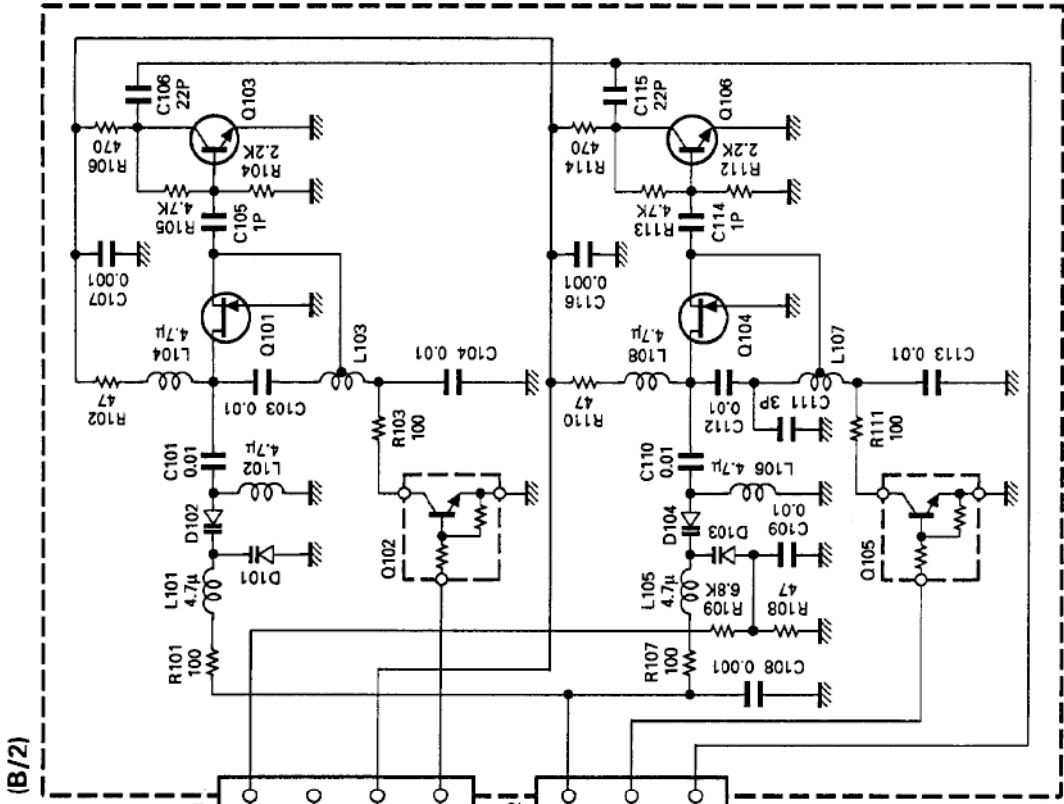 (B/2)
C106
22P
R106
470
Q103
R104
2.2K
R105
4.7K
C105
1P
C107
0.001
Q101
L104
4.7μ
L103
R102
47
C103 0.01
C104 0.01
R103
100
C101
0.01
L102
4.7μ
D102
D101
Q102
L101
4.7μ
R101
100
C115
22P
R114
470
Q106
R112
2.2K
R113
4.7K
C114
1P
C116
0.001
Q104
L108
4.7μ
L107
R110
47
C112
0.01
C111
3P
C113 0.01
R111
100
C110
0.01
L106
4.7μ
D104
D103
C109
0.01
Q105
L105
4.7μ
R109
6.8K
R108
47
R107
100
C108 0.001